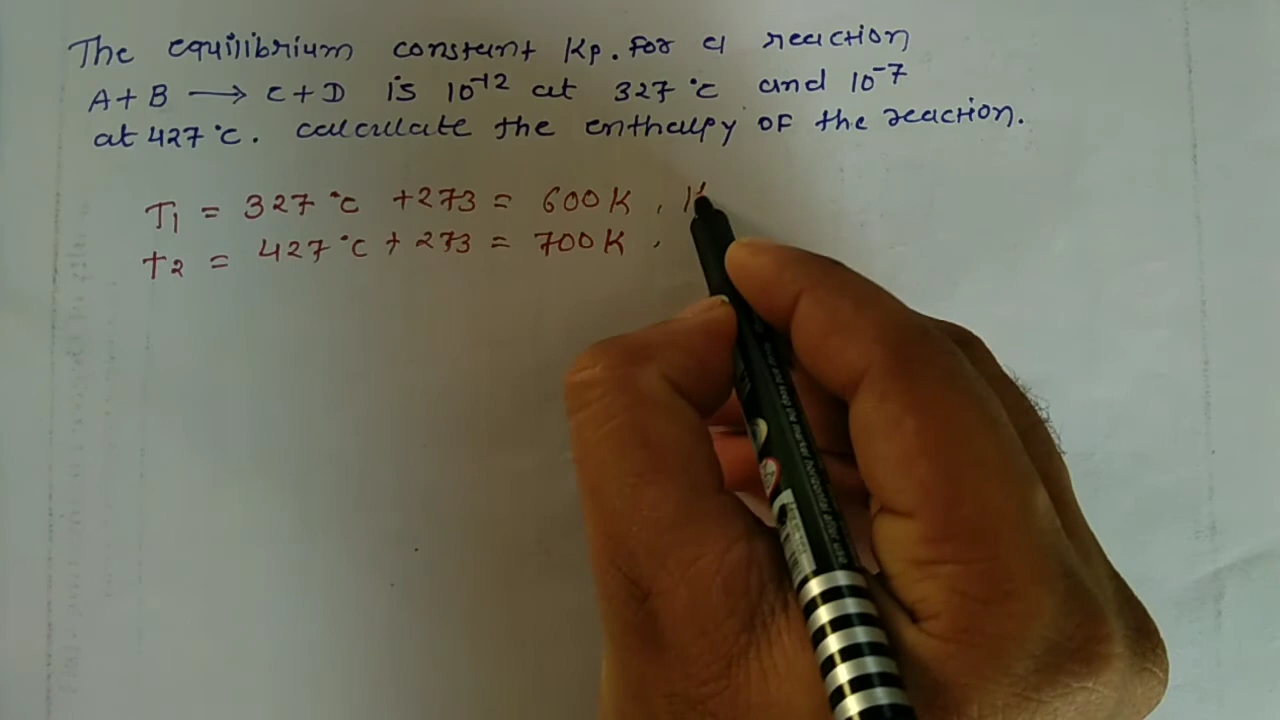 The equilibrium constant Kp. For a reaction
A + B → C + D is 10⁻¹² at 327 °C and 10⁻⁷
at 427 °C. calculate the enthalpy OF the reaction.
T₁ = 327 °C + 273 = 600 K , K
T₂ = 427 °C + 273 = 700 K ,